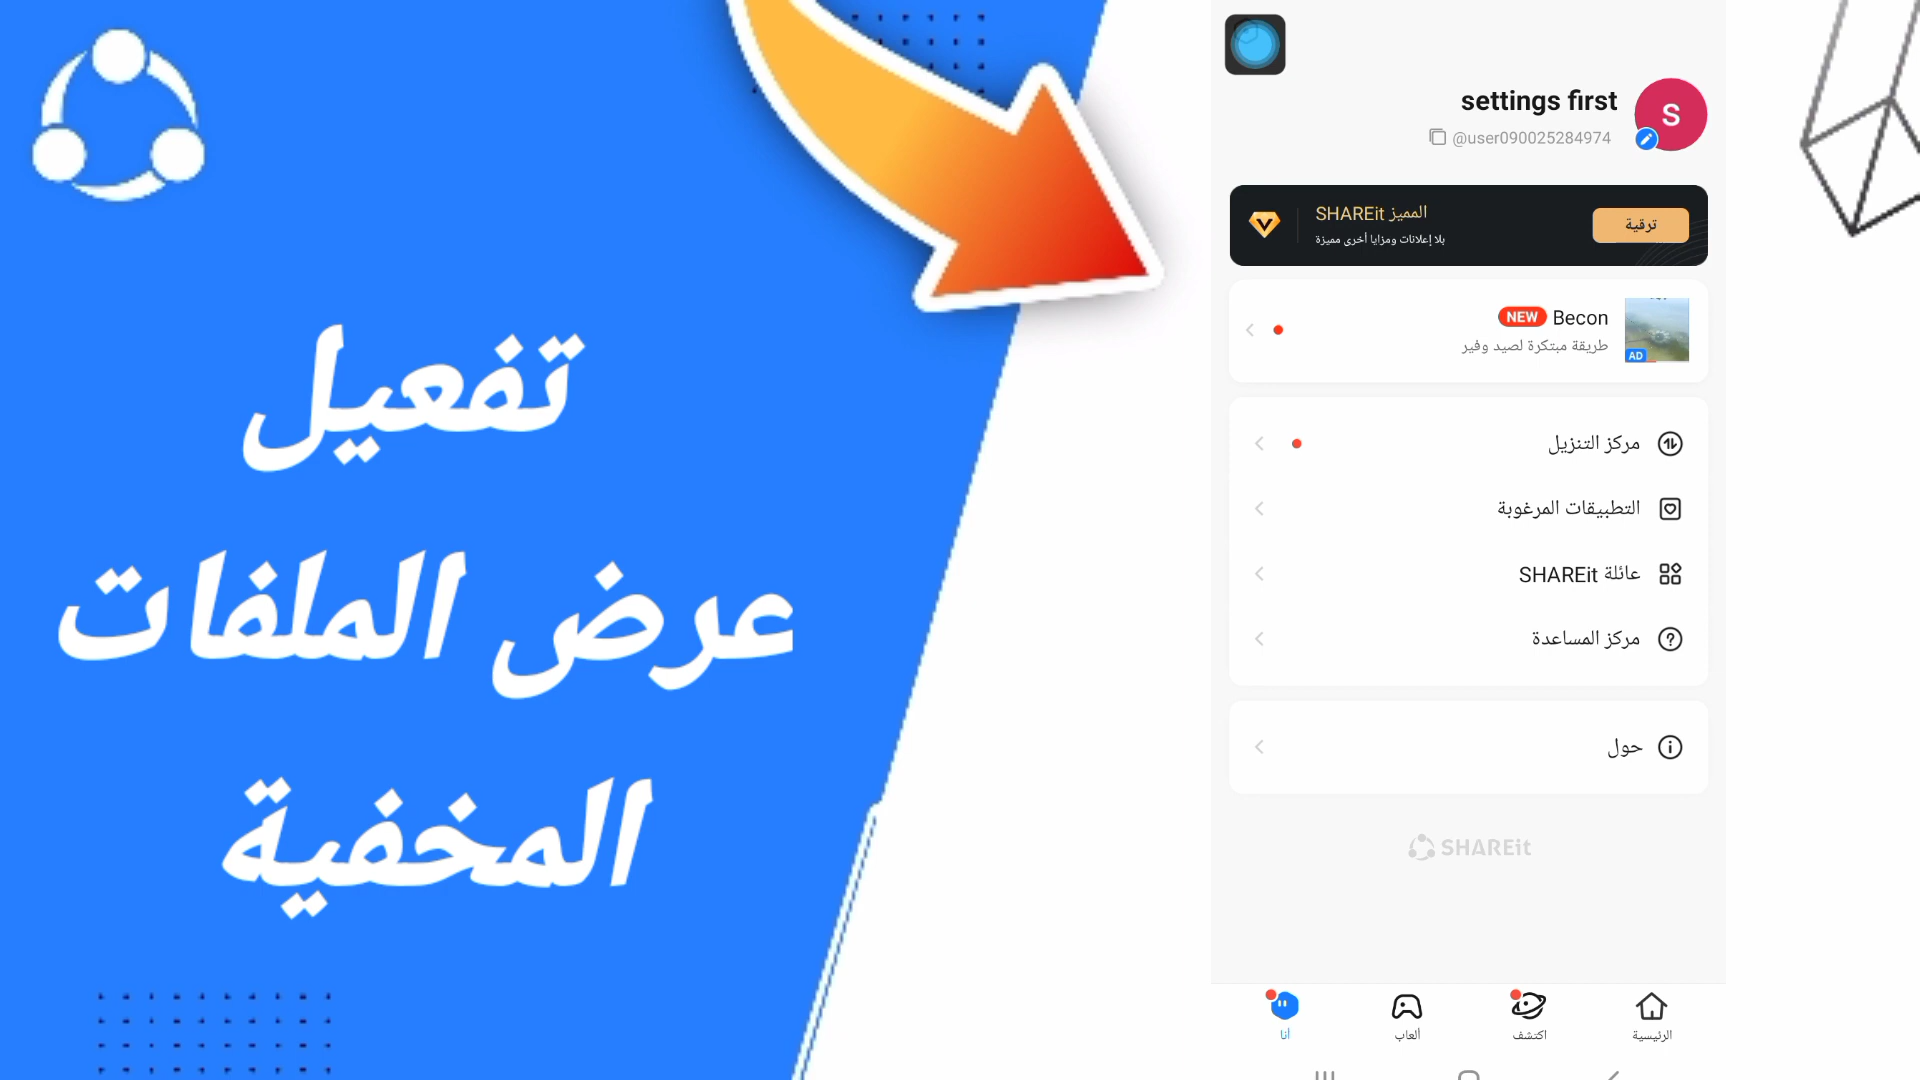 تفعيل
عرض الملفات
المخفية
settings first
S
@user090025284974
SHAREit المميز
بلا إعلانات ومزايا أخرى مميزة
ترقية
Becon NEW
طريقة مبتكرة لصيد وفير
AD
مركز التنزيل
التطبيقات المرغوبة
عائلة SHAREit
مركز المساعدة
حول
SHAREit
الرئيسية
اكتشف
ألعاب
أنا